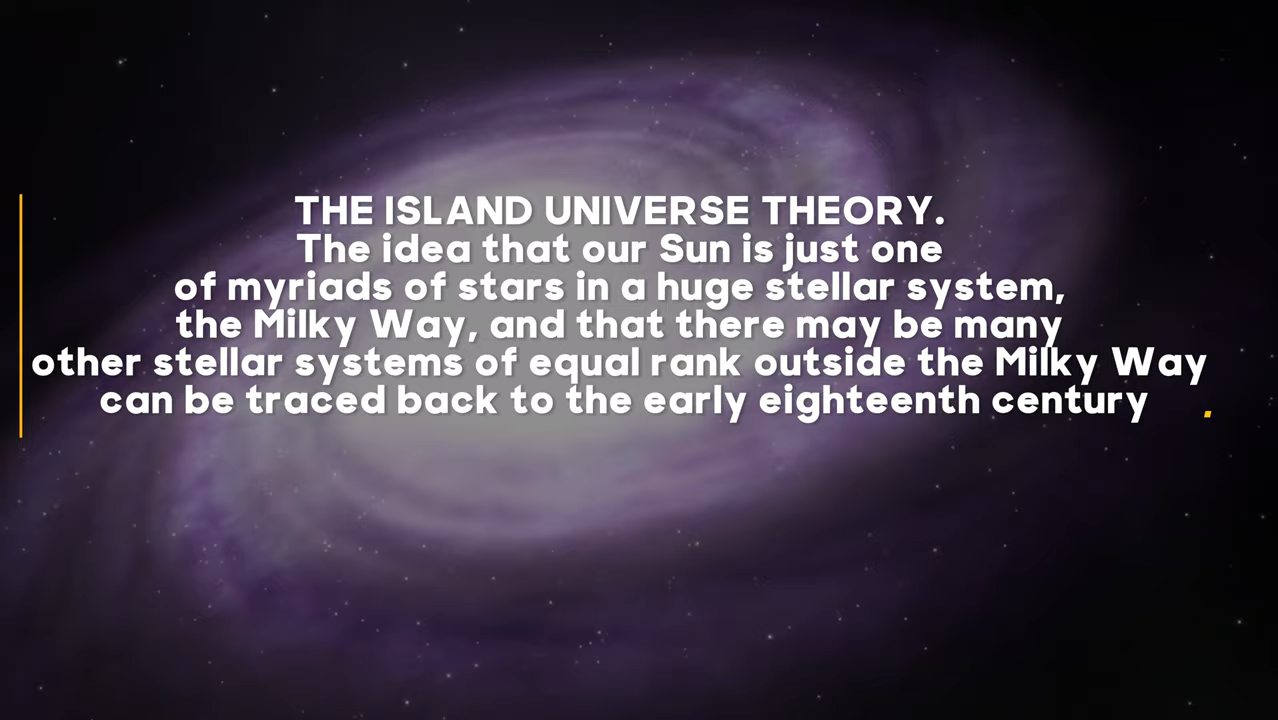 THE ISLAND UNIVERSE THEORY.
The idea that our Sun is just one
of myriads of stars in a huge stellar system,
the Milky Way, and that there may be many
other stellar systems of equal rank outside the Milky Way
can be traced back to the early eighteenth century .